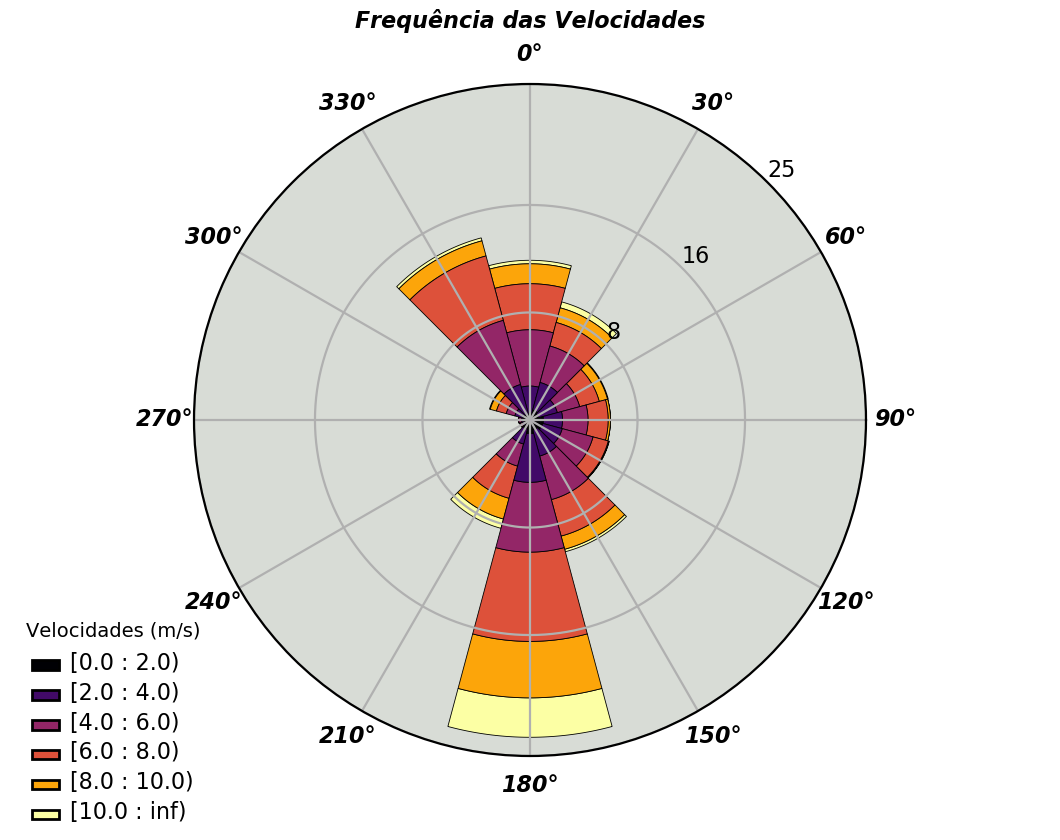 Frequência das Velocidades
0°
330°
30°
25
300°
60°
16
8
270°
90°
240°
120°
210°
150°
180°
Velocidades (m/s)
[0.0 : 2.0)
[2.0 : 4.0)
[4.0 : 6.0)
[6.0 : 8.0)
[8.0 : 10.0)
[10.0 : inf)